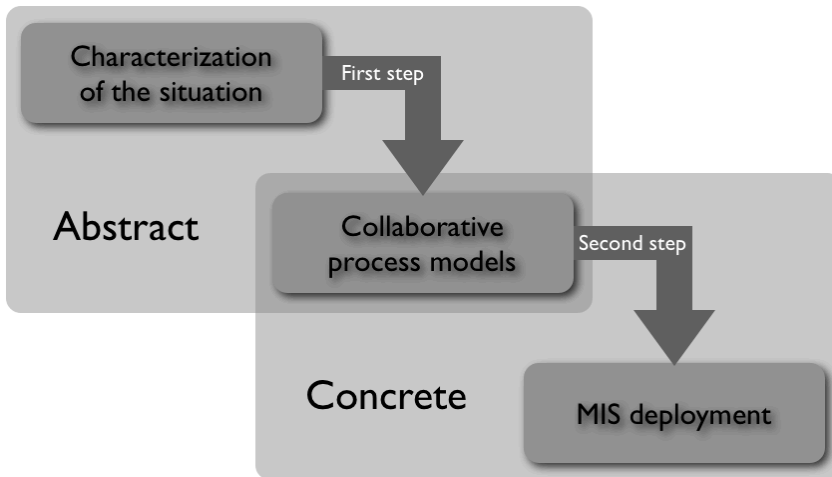 Characterization
of the situation
First step
Abstract
Collaborative
process models
Second step
Concrete
MIS deployment